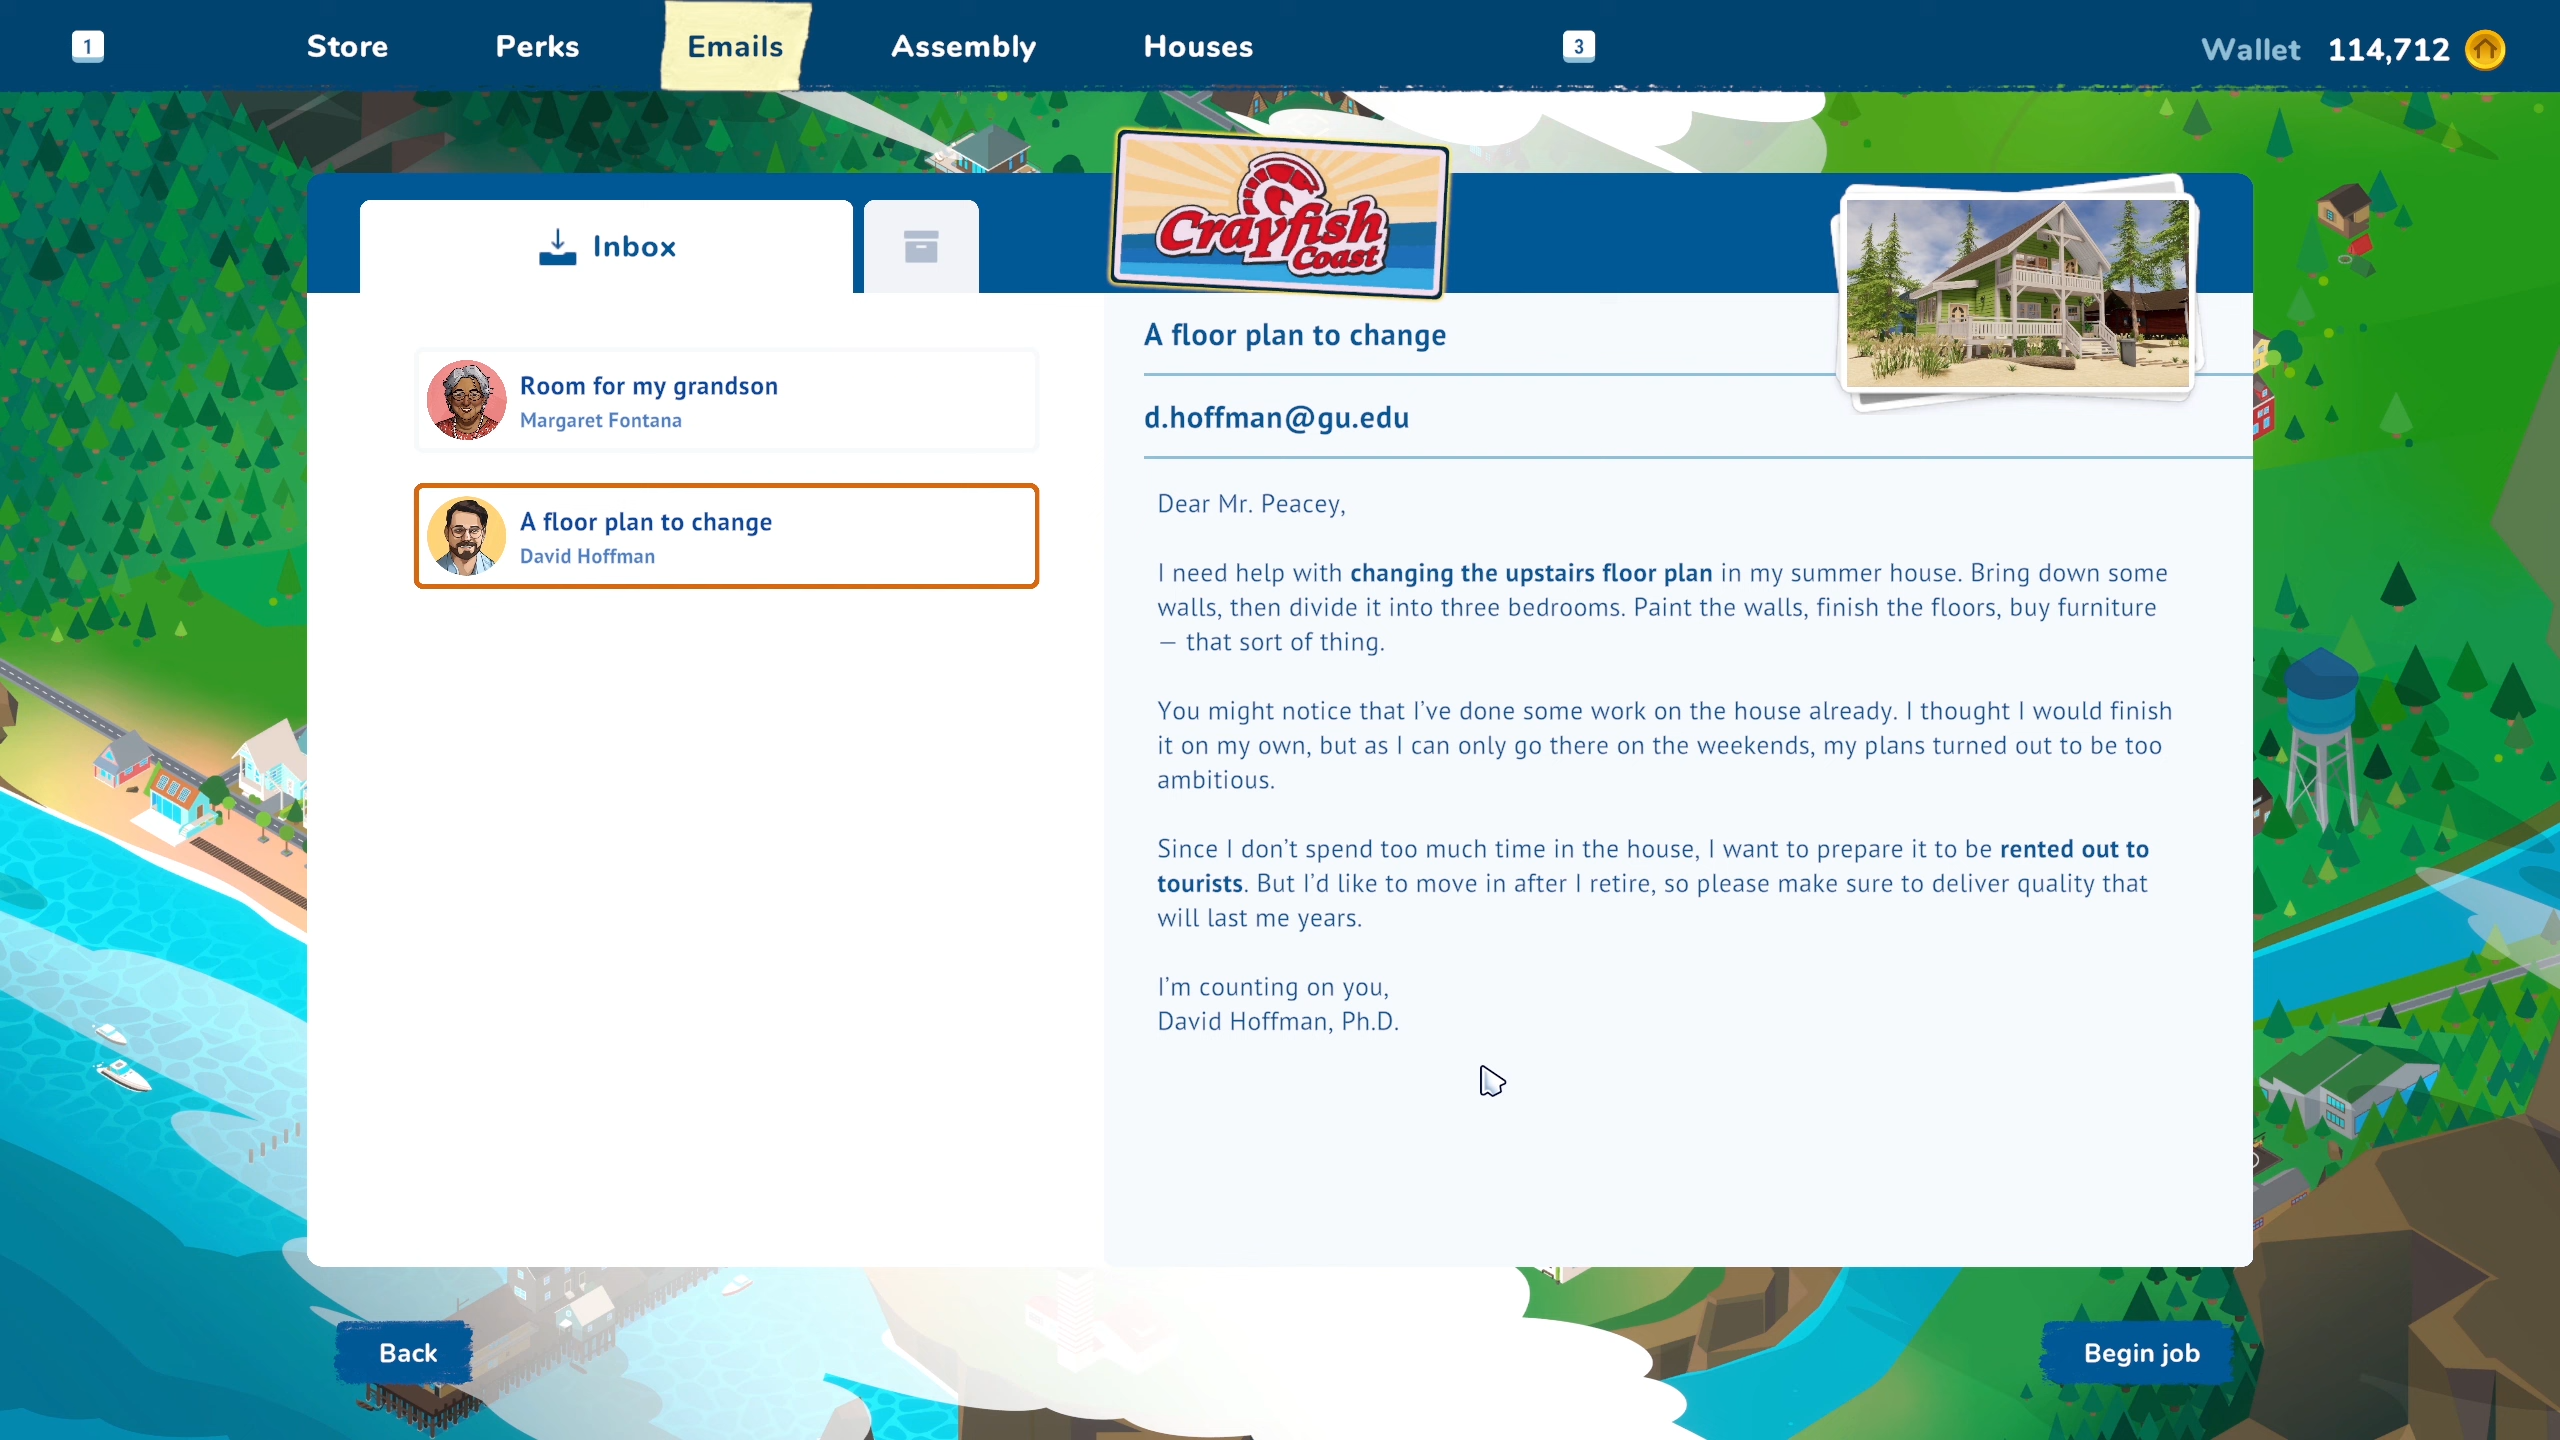 1
Store
Perks
Emails
Assembly
Houses
3
Wallet 114,712
Inbox
Crayfish
Coast
Room for my grandson
Margaret Fontana
A floor plan to change
David Hoffman
A floor plan to change
d.hoffman@gu.edu
Dear Mr. Peacey,
I need help with changing the upstairs floor plan in my summer house. Bring down some
walls, then divide it into three bedrooms. Paint the walls, finish the floors, buy furniture
– that sort of thing.
You might notice that I've done some work on the house already. I thought I would finish
it on my own, but as I can only go there on the weekends, my plans turned out to be too
ambitious.
Since I don't spend too much time in the house, I want to prepare it to be rented out to
tourists. But I'd like to move in after I retire, so please make sure to deliver quality that
will last me years.
I'm counting on you,
David Hoffman, Ph.D.
Back
Begin job